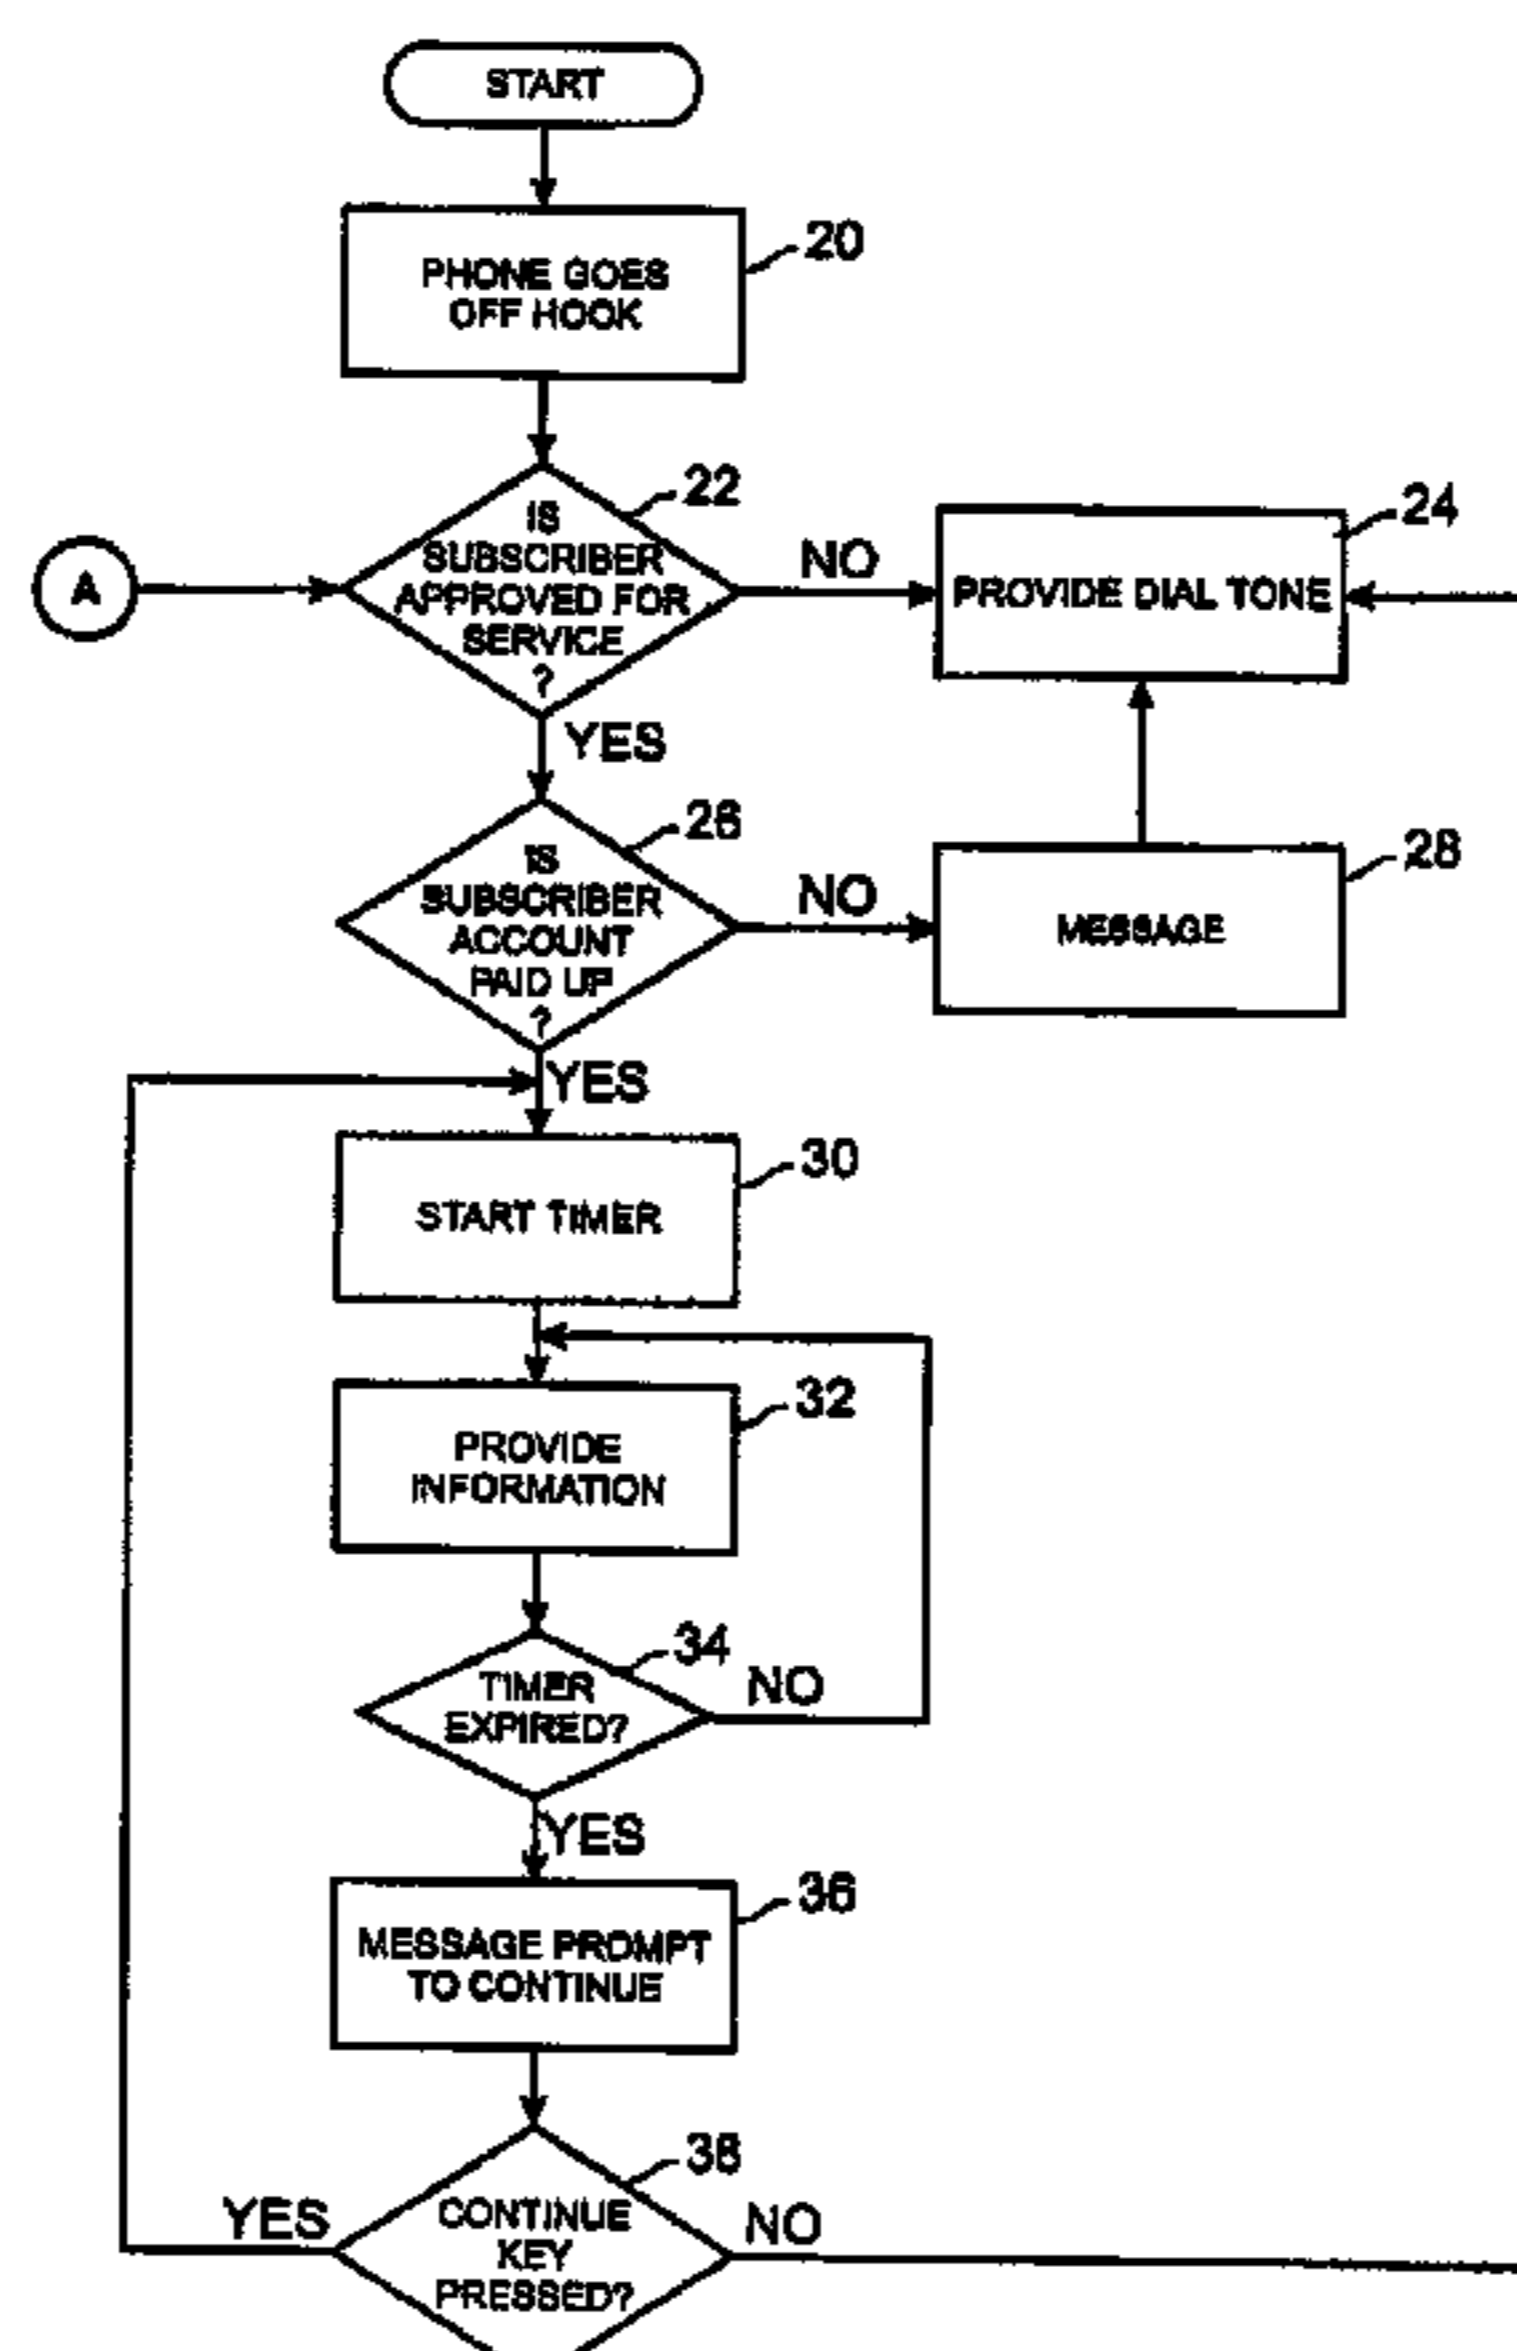 START
20
PHONE GOES
OFF HOOK
22
IS
SUBSCRIBER
APPROVED FOR
SERVICE
?
A
NO
24
PROVIDE DIAL TONE
YES
26
IS
SUBSCRIBER
ACCOUNT
PAID UP
?
NO
28
MESSAGE
YES
30
START TIMER
32
PROVIDE
INFORMATION
34
TIMER
EXPIRED?
NO
YES
36
MESSAGE PROMPT
TO CONTINUE
38
YES
CONTINUE
KEY
PRESSED?
NO